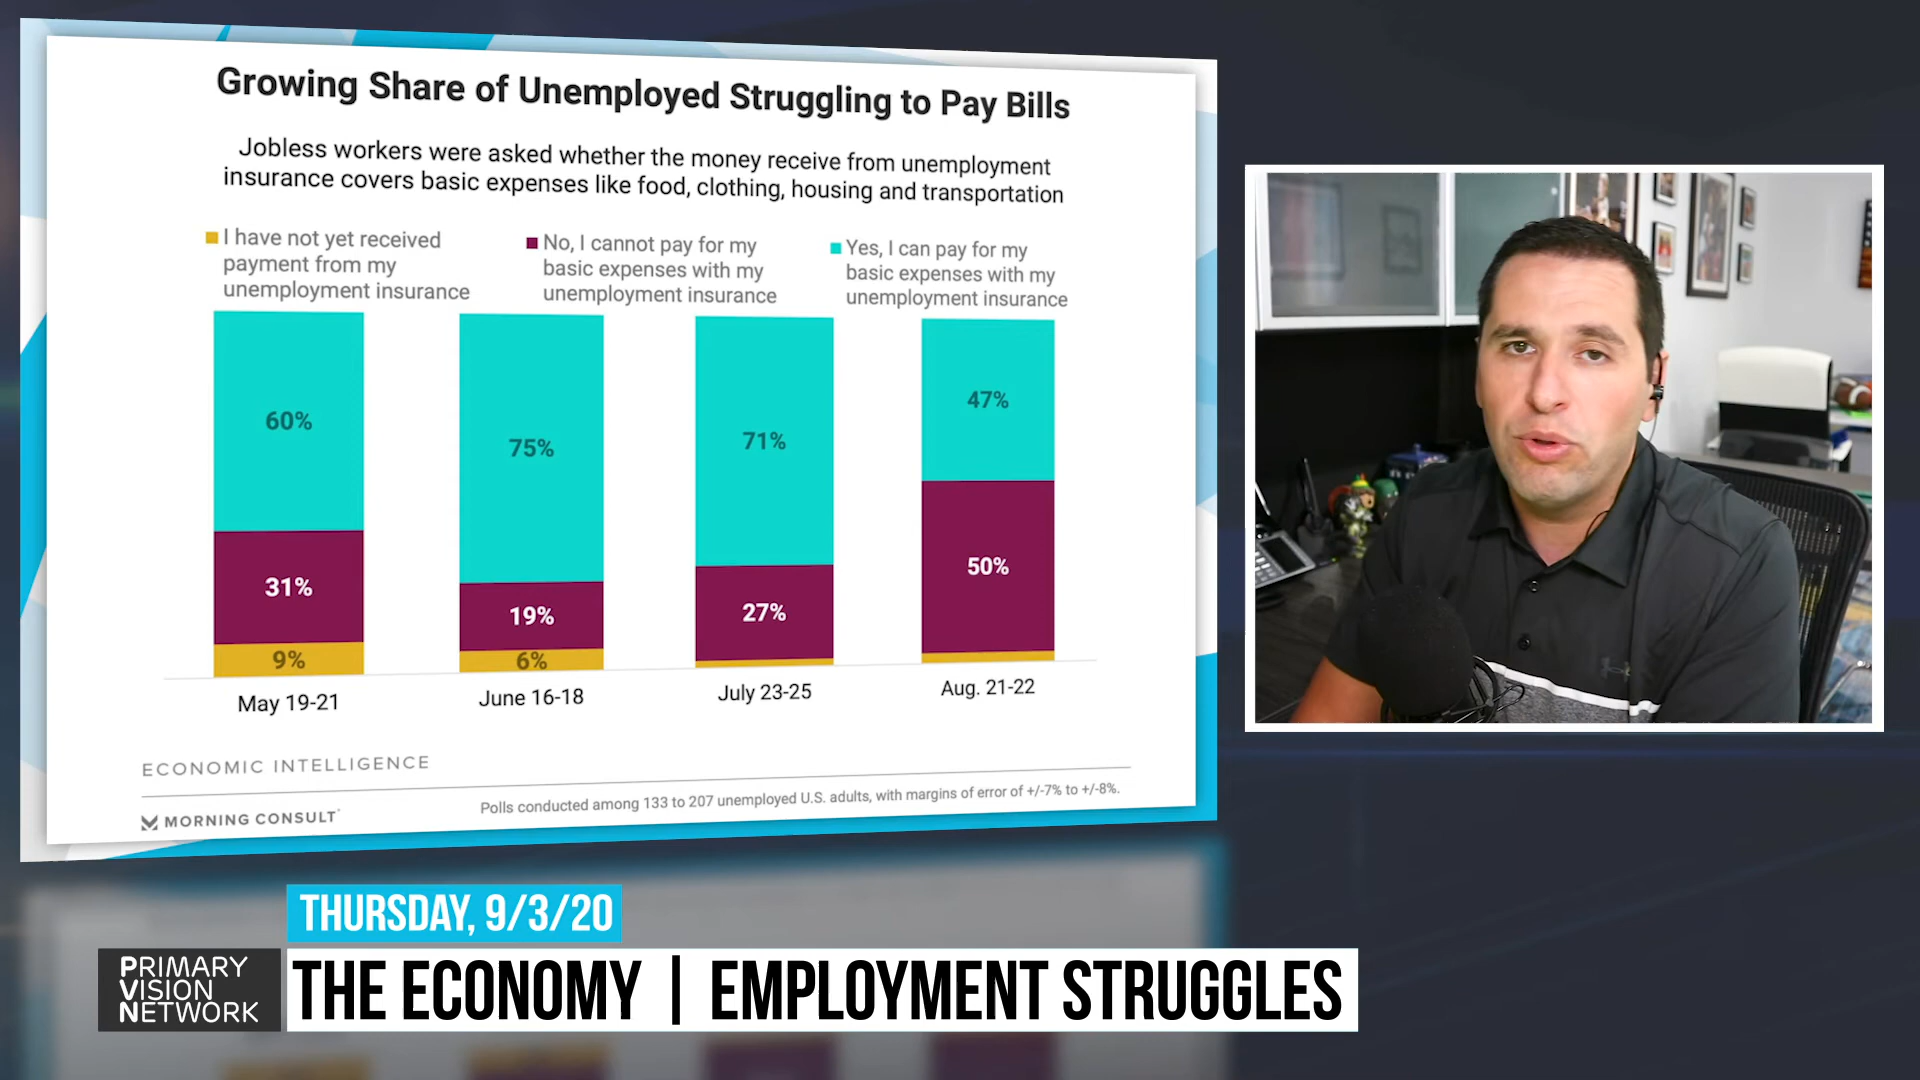 Growing Share of Unemployed Struggling to Pay Bills
Jobless workers were asked whether the money receive from unemployment
insurance covers basic expenses like food, clothing, housing and transportation
I have not yet received
payment from my
unemployment insurance
No, I cannot pay for my
basic expenses with my
unemployment insurance
Yes, I can pay for my
basic expenses with my
unemployment insurance
60%
75%
71%
47%
31%
19%
27%
50%
9%
6%
May 19-21
June 16-18
July 23-25
Aug. 21-22
ECONOMIC INTELLIGENCE
MORNING CONSULT
Polls conducted among 133 to 207 unemployed U.S. adults, with margins of error of +/-7% to +/-8%.
THURSDAY, 9/3/20
PRIMARY
VISION
NETWORK
THE ECONOMY | EMPLOYMENT STRUGGLES